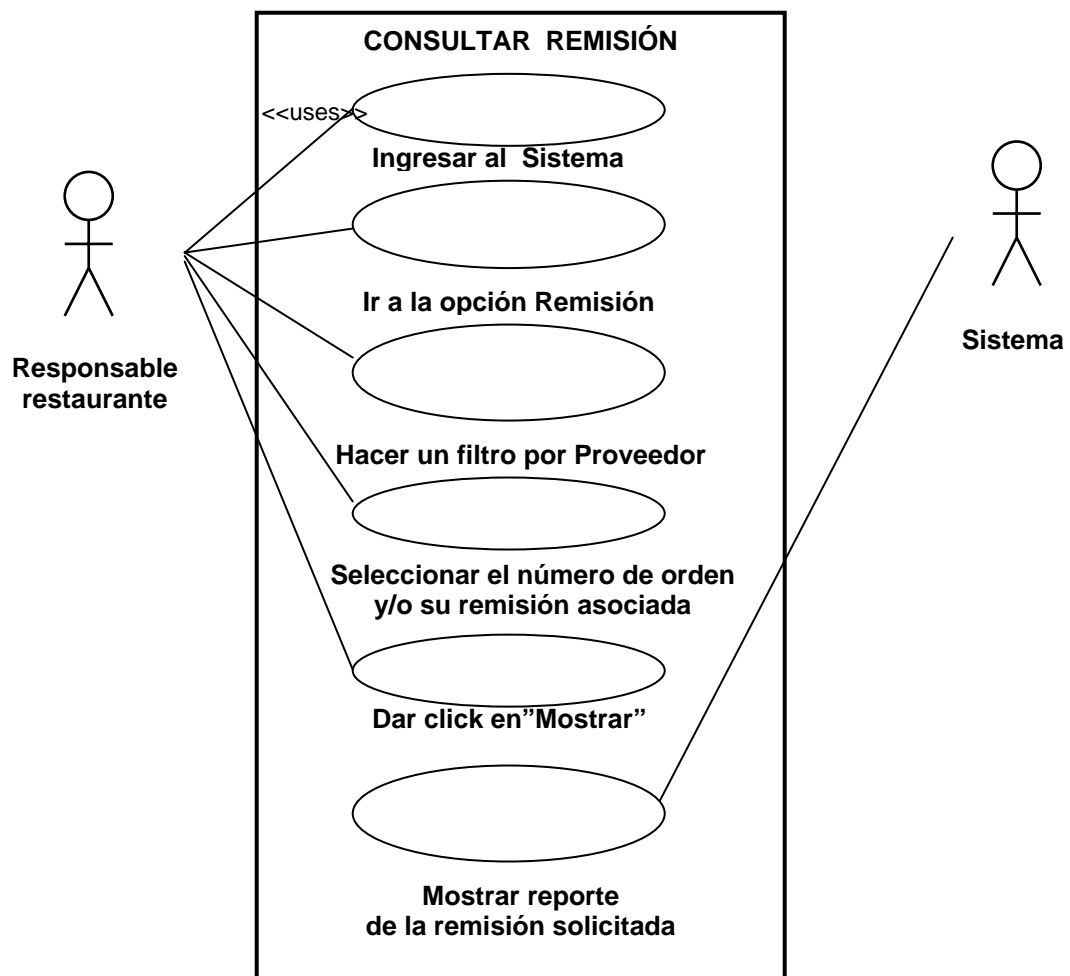 CONSULTAR REMISIÓN
<<uses>>
Ingresar al Sistema
Ir a la opción Remisión
Sistema
Responsable
restaurante
Hacer un filtro por Proveedor
Seleccionar el número de orden
y/o su remisión asociada
Dar click en”Mostrar”
Mostrar reporte
de la remisión solicitada